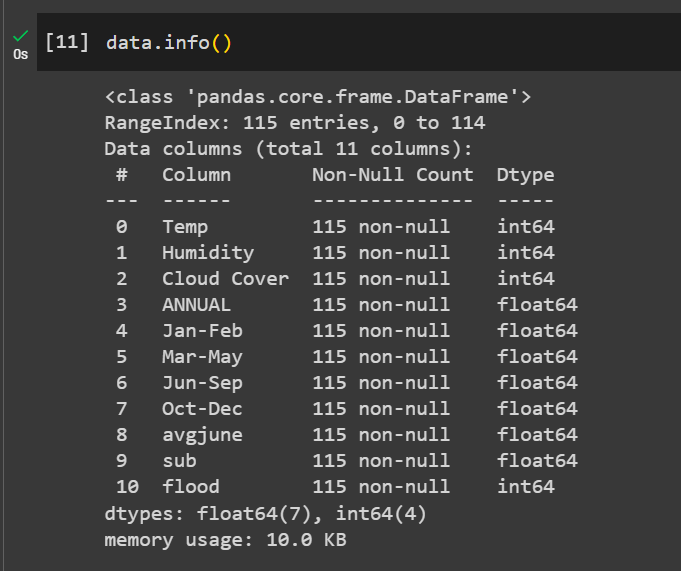 [11] data.info()
0s
<class 'pandas.core.frame.DataFrame'>
RangeIndex: 115 entries, 0 to 114
Data columns (total 11 columns):
 #   Column       Non-Null Count  Dtype
---  ------       --------------  -----
 0   Temp         115 non-null    int64
 1   Humidity     115 non-null    int64
 2   Cloud Cover  115 non-null    int64
 3   ANNUAL       115 non-null    float64
 4   Jan-Feb      115 non-null    float64
 5   Mar-May      115 non-null    float64
 6   Jun-Sep      115 non-null    float64
 7   Oct-Dec      115 non-null    float64
 8   avgjune      115 non-null    float64
 9   sub          115 non-null    float64
 10  flood        115 non-null    int64
dtypes: float64(7), int64(4)
memory usage: 10.0 KB